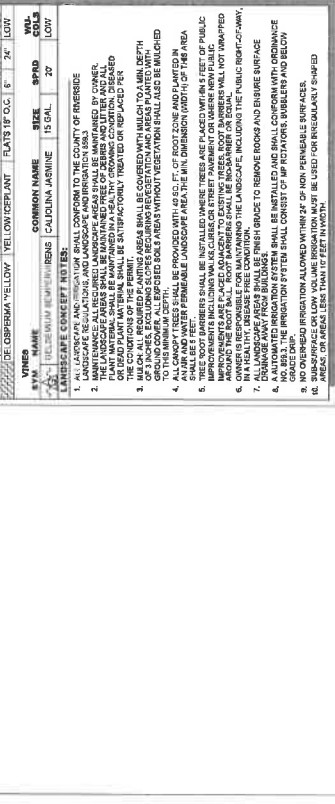 DELOSPERMA 'YELLOW' YELLOW ICEPLANT FLATS 18" O.C. 6" 24" LOW
VINES
SYM NAME COMMON NAME SIZE SPRD WU-COLS
GELSEMIUM SEMPERVIRENS CAROLINA JASMINE 15 GAL. 20' LOW
LANDSCAPE CONCEPT NOTES:
1. ALL LANDSCAPE AND IRRIGATION SHALL CONFORM TO THE COUNTY OF RIVERSIDE
LANDSCAPE REGULATIONS, AND LANDSCAPE AND IRRIGATION 859.3.
2. MAINTENANCE: ALL REQUIRED LANDSCAPE AREAS SHALL BE MAINTAINED BY OWNER.
THE LANDSCAPE AREAS SHALL BE MAINTAINED FREE OF DEBRIS AND LITTER AND ALL
PLANT MATERIAL SHALL BE MAINTAINED IN A HEALTHY GROWING CONDITION, DISEASED
OR DEAD PLANT MATERIAL SHALL BE SATISFACTORILY TREATED OR REPLACED PER
THE CONDITIONS OF THE PERMIT.
3. MULCH: ALL REQUIRED PLANTING AREAS SHALL BE COVERED WITH MULCH TO A MIN. DEPTH
OF 3 INCHES, EXCLUDING SLOPES REQUIRING REVEGETATION AND AREAS PLANTED WITH
GROUNDCOVER. ALL EXPOSED SOILS AREAS WITHOUT VEGETATION SHALL ALSO BE MULCHED
TO THIS MINIMUM DEPTH.
4. ALL CANOPY TREES SHALL BE PROVIDED WITH 40 SQ. FT. OF ROOT ZONE AND PLANTED IN
AN AIR AND WATER PERMEABLE LANDSCAPE AREA. THE MIN. DIMENSION (WIDTH) OF THIS AREA
SHALL BE 5 FEET.
5. TREE ROOT BARRIERS SHALL BE INSTALLED WHERE TREES ARE PLACED WITHIN 5 FEET OF PUBLIC
IMPROVEMENTS INCLUDING WALKS, CURBS, OR STREET PAVEMENT OR WHERE NEW PUBLIC
IMPROVEMENTS ARE PLACED ADJACENT TO EXISTING TREES. ROOT BARRIERS WILL NOT WRAPPED
AROUND THE ROOT BALL. ROOT BARRIERS SHALL BE BIO-BARRIER OR EQUAL.
6. OWNER IS RESPONSIBLE FOR MAINTAINING THE LANDSCAPE, INCLUDING THE PUBLIC RIGHT-OF-WAY,
IN A HEALTHY, DISEASE FREE CONDITION.
7. ALL LANDSCAPE AREAS SHALL BE FINISH GRADE TO REMOVE ROCKS AND ENSURE SURFACE
DRAINAGE AWAY FROM BUILDINGS.
8. A AUTOMATED IRRIGATION SYSTEM SHALL BE INSTALLED AND SHALL CONFORM WITH ORDINANCE
NO. 859.3. THE IRRIGATION SYSTEM SHALL CONSIST OF MP ROTATORS, BUBBLERS AND BELOW
GRADE DRIP.
9. NO OVERHEAD IRRIGATION ALLOWED WITHIN 24" OF NON PERMEABLE SURFACES.
10. SUB-SURFACE OR LOW VOLUME IRRIGATION MUST BE USED FOR IRREGULARLY SHAPED
AREAS, OR AREAS LESS THAN 10' FEET IN WIDTH.